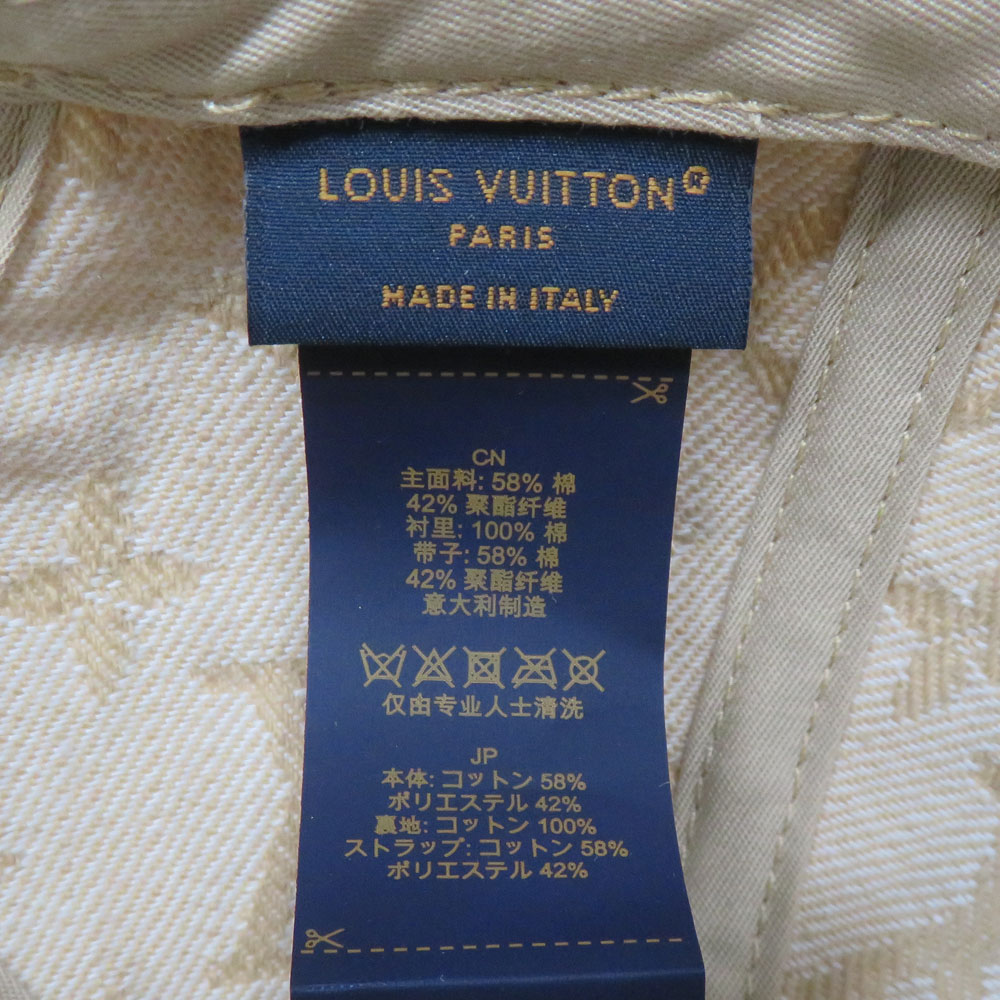 LOUIS VUITTON®
PARIS
MADE IN ITALY
CN
主面料: 58% 棉
42% 聚酯纤维
衬里: 100% 棉
带子: 58% 棉
42% 聚酯纤维
意大利制造
仅由专业人士清洗
JP
本体: コットン 58%
ポリエステル 42%
裏地: コットン 100%
ストラップ: コットン 58%
ポリエステル 42%